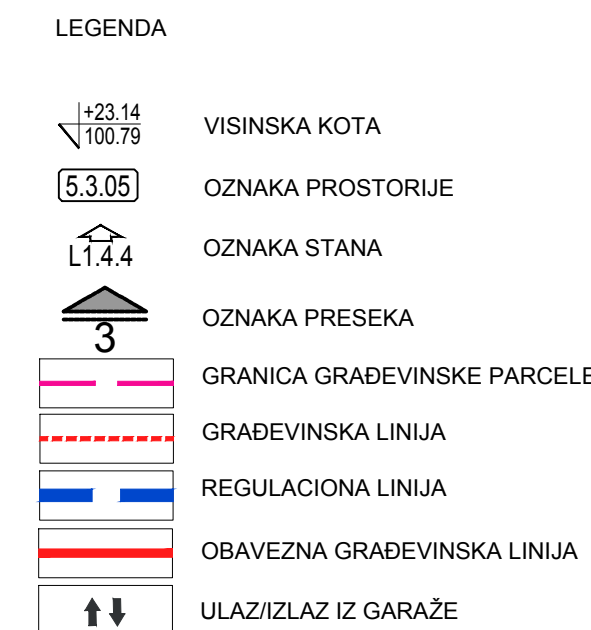 LEGENDA
+23.14
100.79
VISINSKA KOTA
5.3.05
OZNAKA PROSTORIJE
L1.4.4
OZNAKA STANA
3
OZNAKA PRESEKA
GRANICA GRAĐEVINSKE PARCELE
GRAĐEVINSKA LINIJA
REGULACIONA LINIJA
OBAVEZNA GRAĐEVINSKA LINIJA
ULAZ/IZLAZ IZ GARAŽE